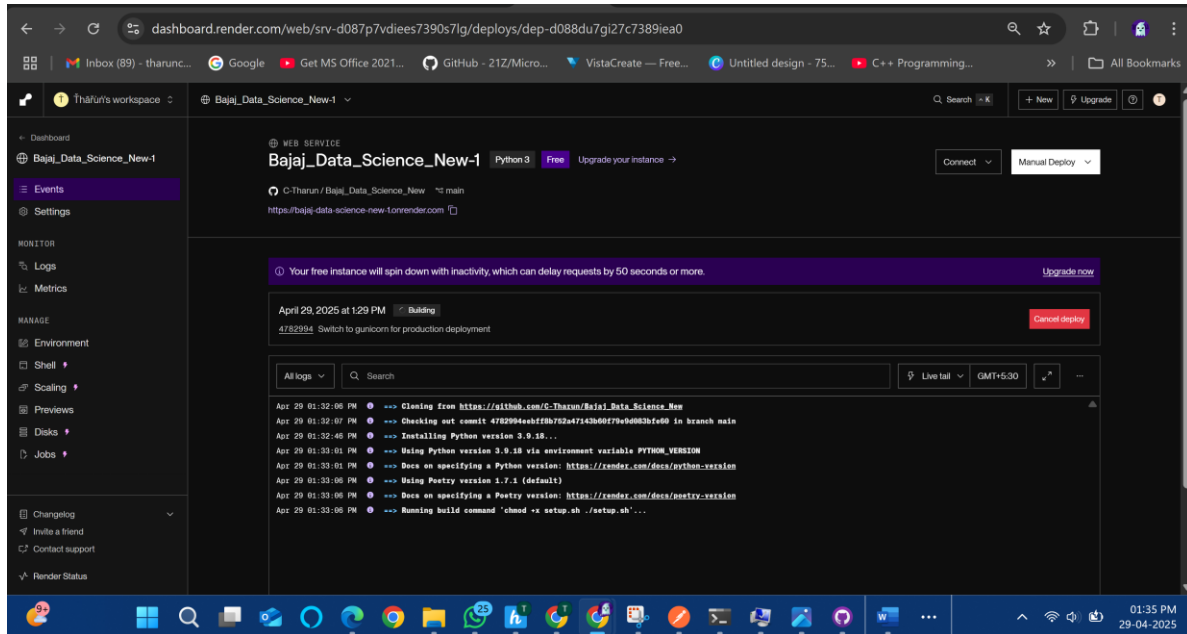 dashboard.render.com/web/srv-d087p7vdiees7390s7lg/deploys/dep-d088du7gi27c7389iea0
Inbox (89) - tharunc... Google Get MS Office 2021... GitHub - 21Z/Micro... VistaCreate — Free... Untitled design - 75... C++ Programming... » All Bookmarks
T Ťhāřüň's workspace Bajaj_Data_Science_New-1 Search ^ K + New Upgrade T
← Dashboard
Bajaj_Data_Science_New-1
Events
Settings
MONITOR
Logs
Metrics
MANAGE
Environment
Shell
Scaling
Previews
Disks
Jobs
Changelog
Invite a friend
Contact support
Render Status
WEB SERVICE
Bajaj_Data_Science_New-1 Python 3 Free Upgrade your instance → Connect Manual Deploy
C-Tharun / Bajaj_Data_Science_New main
https://bajaj-data-science-new-1.onrender.com
Your free instance will spin down with inactivity, which can delay requests by 50 seconds or more. Upgrade now
April 29, 2025 at 1:29 PM Building
4782994 Switch to gunicorn for production deployment
Cancel deploy
All logs Search Live tail GMT+5:30 ...
Apr 29 01:32:06 PM ==> Cloning from https://github.com/C-Tharun/Bajaj_Data_Science_New
Apr 29 01:32:07 PM ==> Checking out commit 4782994eebff8b752a47143b60f79e9d083bfe60 in branch main
Apr 29 01:32:46 PM ==> Installing Python version 3.9.18...
Apr 29 01:33:01 PM ==> Using Python version 3.9.18 via environment variable PYTHON_VERSION
Apr 29 01:33:01 PM ==> Docs on specifying a Python version: https://render.com/docs/python-version
Apr 29 01:33:06 PM ==> Using Poetry version 1.7.1 (default)
Apr 29 01:33:06 PM ==> Docs on specifying a Poetry version: https://render.com/docs/poetry-version
Apr 29 01:33:06 PM ==> Running build command 'chmod +x setup.sh ./setup.sh'...
9+ 25 01:35 PM
29-04-2025